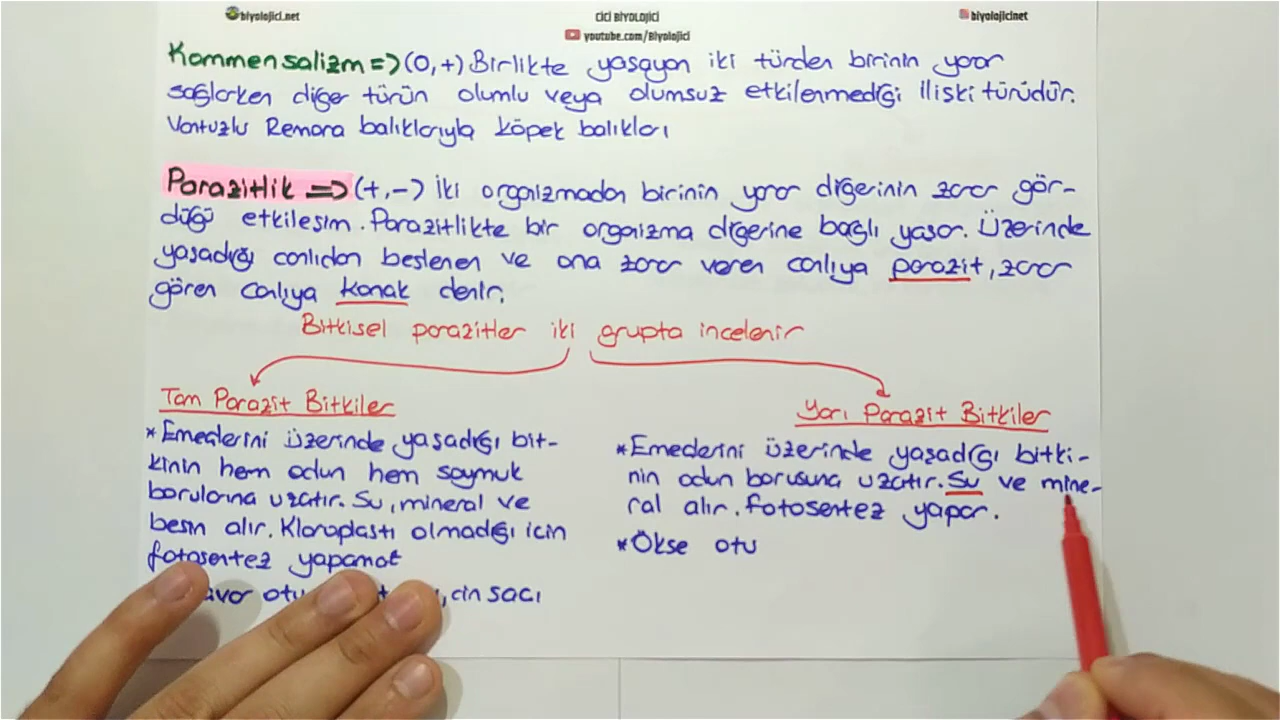 biyolojici.net
CİCİ BİYOLOJİCİ
youtube.com/Biyolojici
biyolojicinet
Kommensalizm => (0,+) Birlikte yaşayan iki türden birinin yarar
sağlarken diğer türün olumlu veya olumsuz etkilenmediği ilişki türüdür.
Vantuzlu Remora balıklarıyla köpek balıkları
Parazitlik => (+,-) İki organizmadan birinin yarar diğerinin zarar gör-
düğü etkileşim. Parazitlikte bir organizma diğerine bağlı yaşar. Üzerinde
yaşadığı canlıdan beslenen ve ona zarar veren canlıya parazit, zarar
gören canlıya konak denir.
Bitkisel parazitler iki grupta incelenir
Tam Parazit Bitkiler
* Emeçlerini üzerinde yaşadığı bit-
kinin hem odun hem soymuk
borularına uzatır. Su, mineral ve
besin alır. Kloroplastı olmadığı için
fotosentez yapamaz
otu , cin saçı
Yarı Parazit Bitkiler
* Emeçlerini üzerinde yaşadığı bitki-
nin odun borusuna uzatır. Su ve mine-
ral alır. Fotosentez yapar.
* Ökse otu